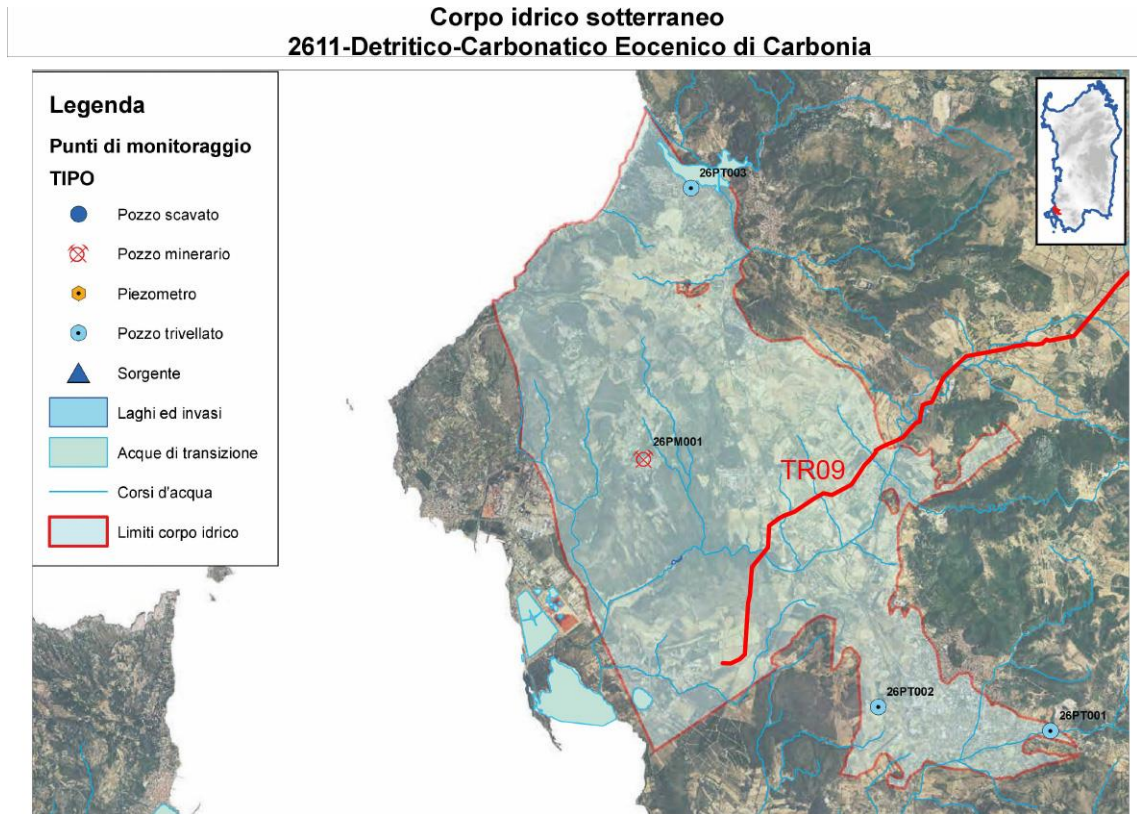 Corpo idrico sotterraneo
2611-Detritico-Carbonatico Eocenico di Carbonia
Legenda
Punti di monitoraggio
TIPO
Pozzo scavato
Pozzo minerario
Piezometro
Pozzo trivellato
Sorgente
Laghi ed invasi
Acque di transizione
Corsi d'acqua
Limiti corpo idrico
26PT003
26PM001
TR09
26PT002
26PT001